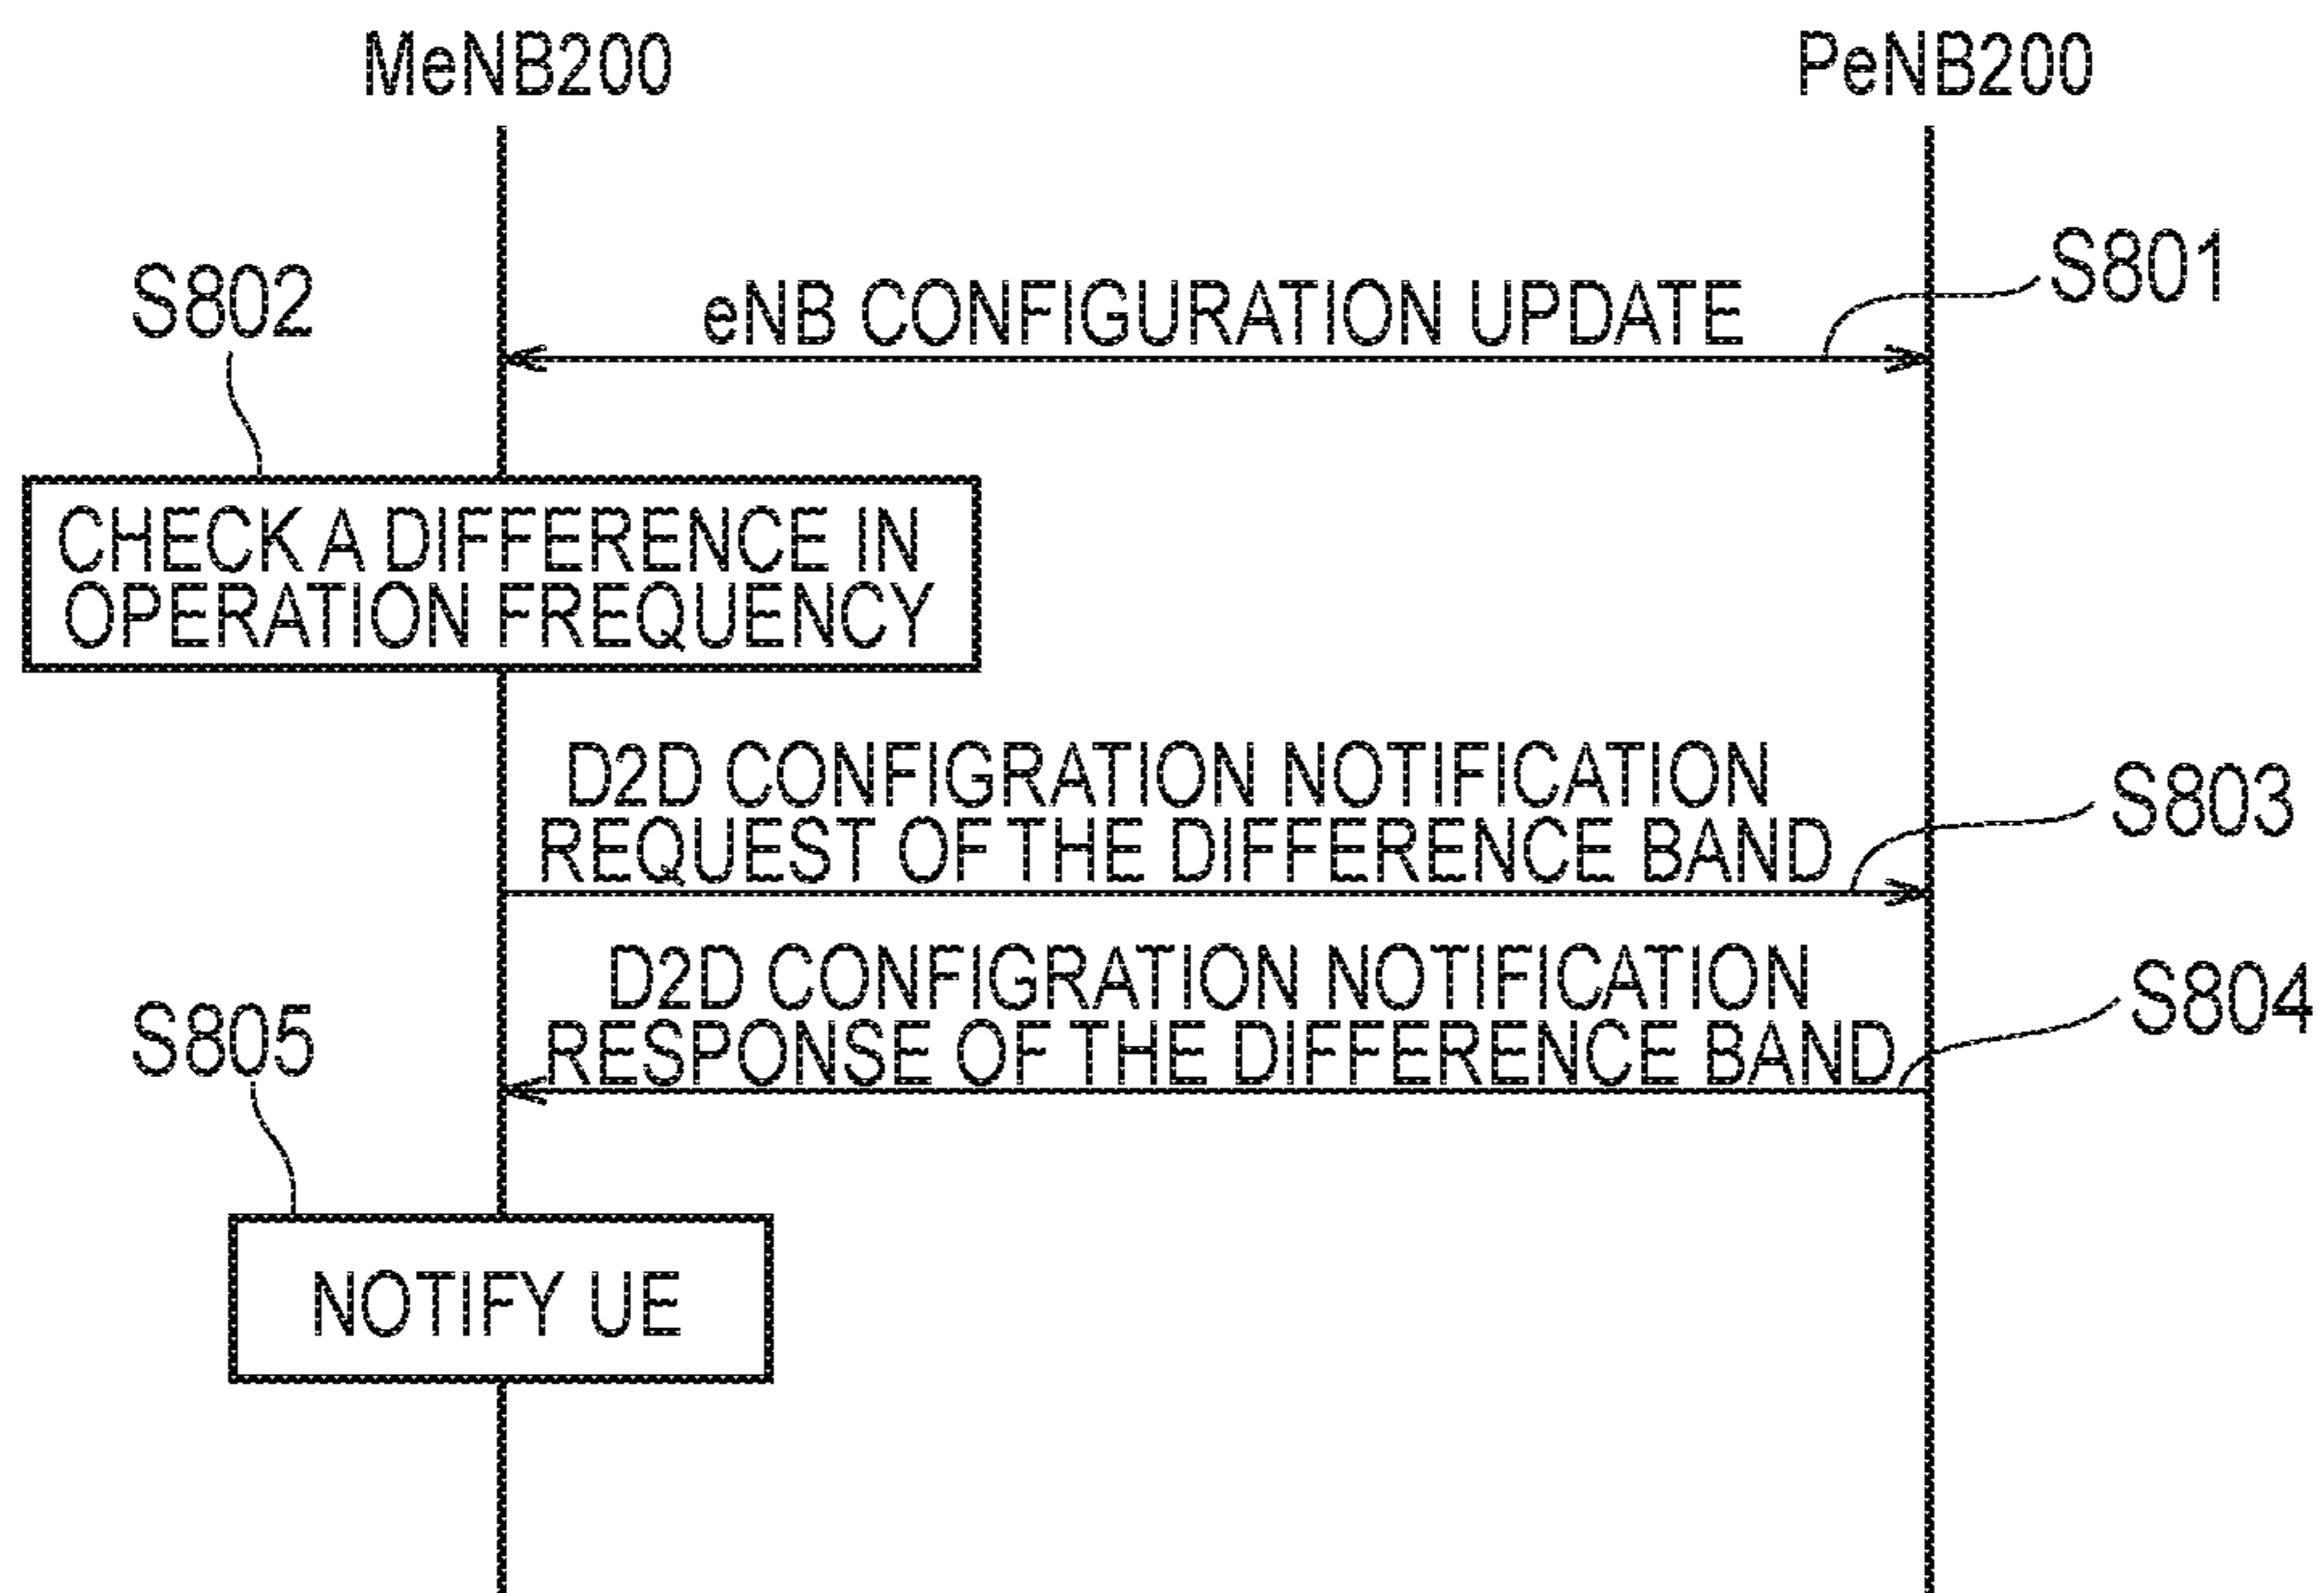 MeNB200
PeNB200
S801
eNB CONFIGURATION UPDATE
S802
CHECK A DIFFERENCE IN
OPERATION FREQUENCY
D2D CONFIGRATION NOTIFICATION
REQUEST OF THE DIFFERENCE BAND
S803
D2D CONFIGRATION NOTIFICATION
RESPONSE OF THE DIFFERENCE BAND
S804
S805
NOTIFY UE